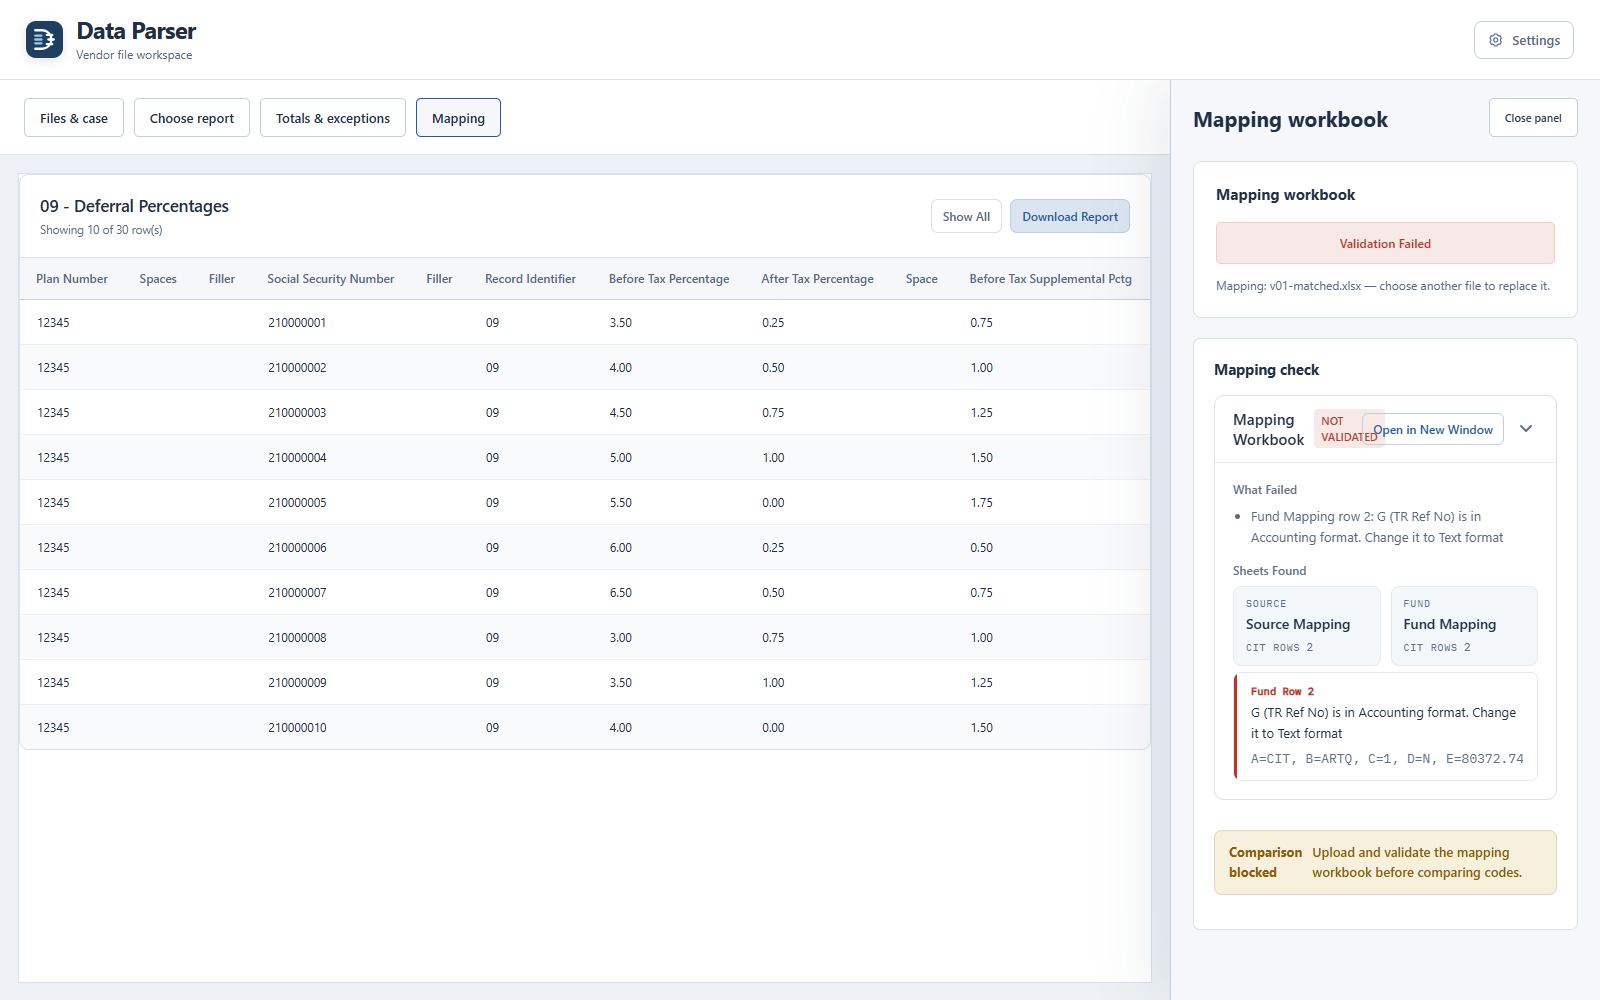 Data Parser
Vendor file workspace
Settings
Files & case
Choose report
Totals & exceptions
Mapping
09 - Deferral Percentages
Showing 10 of 30 row(s)
Show All
Download Report
Plan Number Spaces Filler Social Security Number Filler Record Identifier Before Tax Percentage After Tax Percentage Space Before Tax Supplemental Pctg
12345 210000001 09 3.50 0.25 0.75
12345 210000002 09 4.00 0.50 1.00
12345 210000003 09 4.50 0.75 1.25
12345 210000004 09 5.00 1.00 1.50
12345 210000005 09 5.50 0.00 1.75
12345 210000006 09 6.00 0.25 0.50
12345 210000007 09 6.50 0.50 0.75
12345 210000008 09 3.00 0.75 1.00
12345 210000009 09 3.50 1.00 1.25
12345 210000010 09 4.00 0.00 1.50
Mapping workbook
Close panel
Mapping workbook
Validation Failed
Mapping: v01-matched.xlsx — choose another file to replace it.
Mapping check
Mapping
Workbook
NOT
VALIDATED
Open in New Window
What Failed
• Fund Mapping row 2: G (TR Ref No) is in
Accounting format. Change it to Text format
Sheets Found
SOURCE
Source Mapping
CIT ROWS 2
FUND
Fund Mapping
CIT ROWS 2
Fund Row 2
G (TR Ref No) is in Accounting format. Change
it to Text format
A=CIT, B=ARTQ, C=1, D=N, E=80372.74
Comparison
blocked
Upload and validate the mapping
workbook before comparing codes.